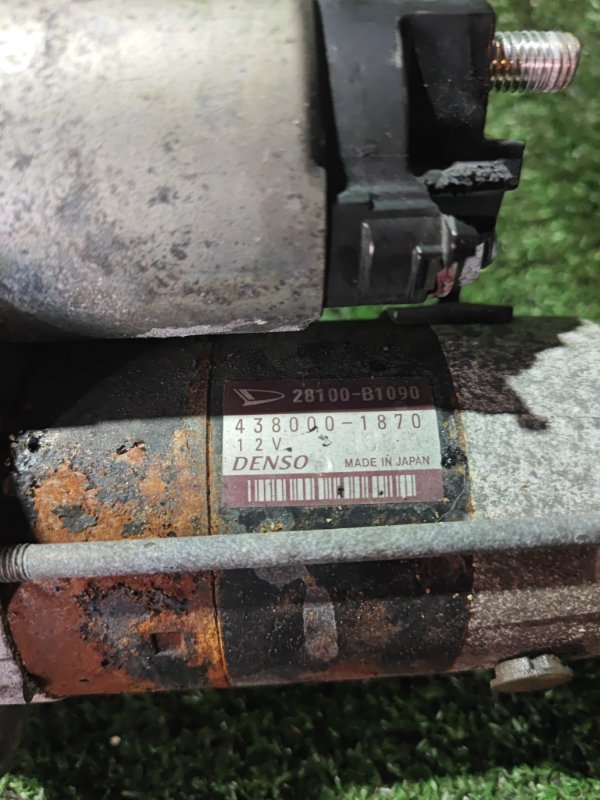 28100-B1090
438000-1870
12V
DENSO MADE IN JAPAN